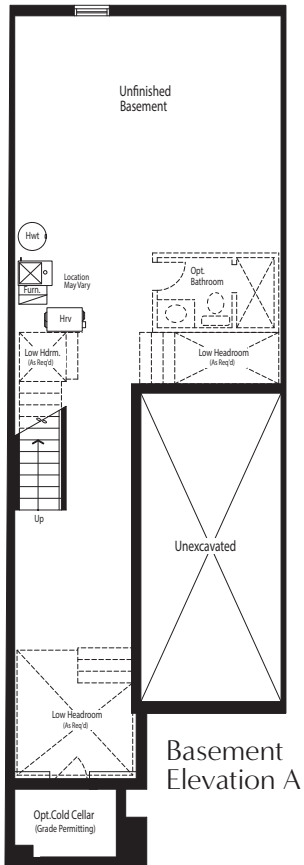 Unfinished
Basement
Hwt
Furn.
Location
May Vary
Opt.
Bathroom
Hrv
Low Hdrm.
(As Req'd)
Low Headroom
(As Req'd)
Up
Unexcavated
Low Headroom
(As Req'd)
Basement
Elevation A
Opt.Cold Cellar
(Grade Permitting)